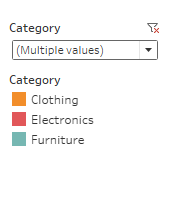 Category
(Multiple values)
Category
Clothing
Electronics
Furniture